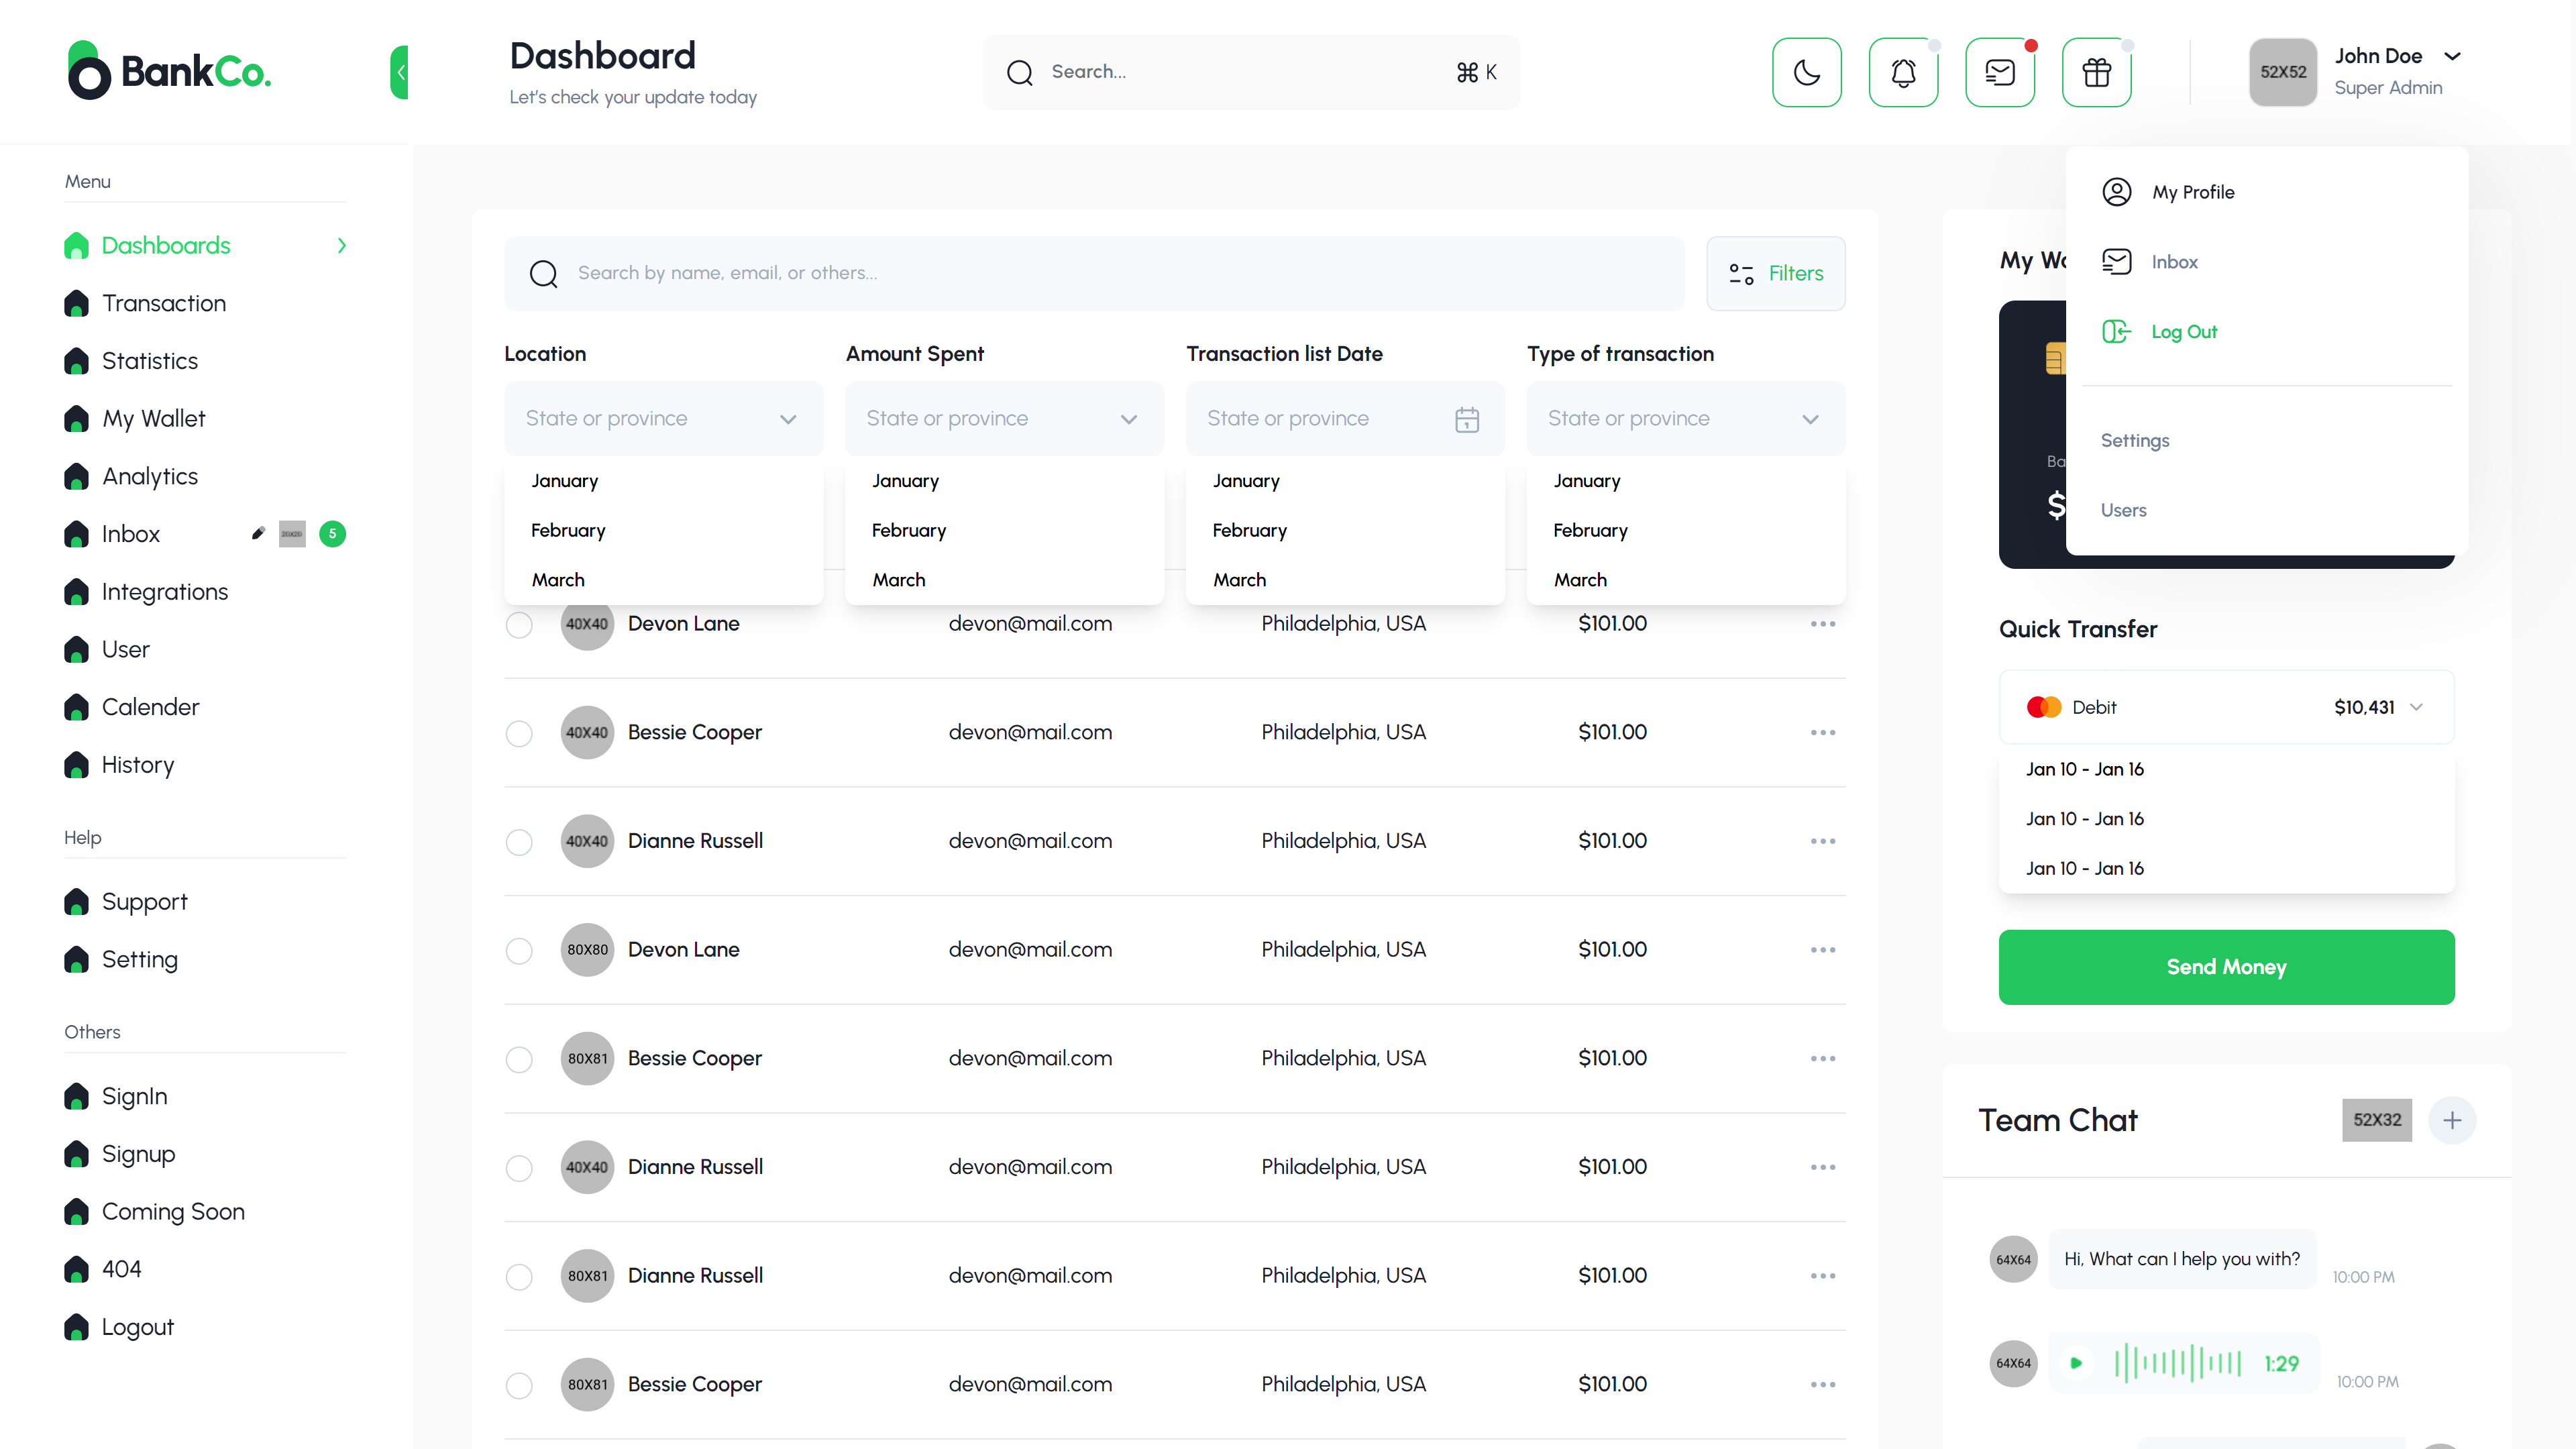 BankCo.
Dashboard
Let's check your update today
Search...
⌘ K
52X52
John Doe
Super Admin
Menu
Dashboards
Transaction
Statistics
My Wallet
Analytics
Inbox
20X20
5
Integrations
User
Calender
History
Help
Support
Setting
Others
SignIn
Signup
Coming Soon
404
Logout
Search by name, email, or others...
Filters
Location
Amount Spent
Transaction list Date
Type of transaction
State or province
State or province
State or province
State or province
January
January
January
January
February
February
February
February
March
March
March
March
40X40 Devon Lane devon@mail.com Philadelphia, USA $101.00
40X40 Bessie Cooper devon@mail.com Philadelphia, USA $101.00
40X40 Dianne Russell devon@mail.com Philadelphia, USA $101.00
80X80 Devon Lane devon@mail.com Philadelphia, USA $101.00
80X81 Bessie Cooper devon@mail.com Philadelphia, USA $101.00
40X40 Dianne Russell devon@mail.com Philadelphia, USA $101.00
80X81 Dianne Russell devon@mail.com Philadelphia, USA $101.00
80X81 Bessie Cooper devon@mail.com Philadelphia, USA $101.00
My Profile
Inbox
Log Out
Settings
Users
My
$
Quick Transfer
Debit
$10,431
Jan 10 - Jan 16
Jan 10 - Jan 16
Jan 10 - Jan 16
Send Money
Team Chat
52X32
64X64
Hi, What can I help you with?
10:00 PM
64X64
1:29
10:00 PM